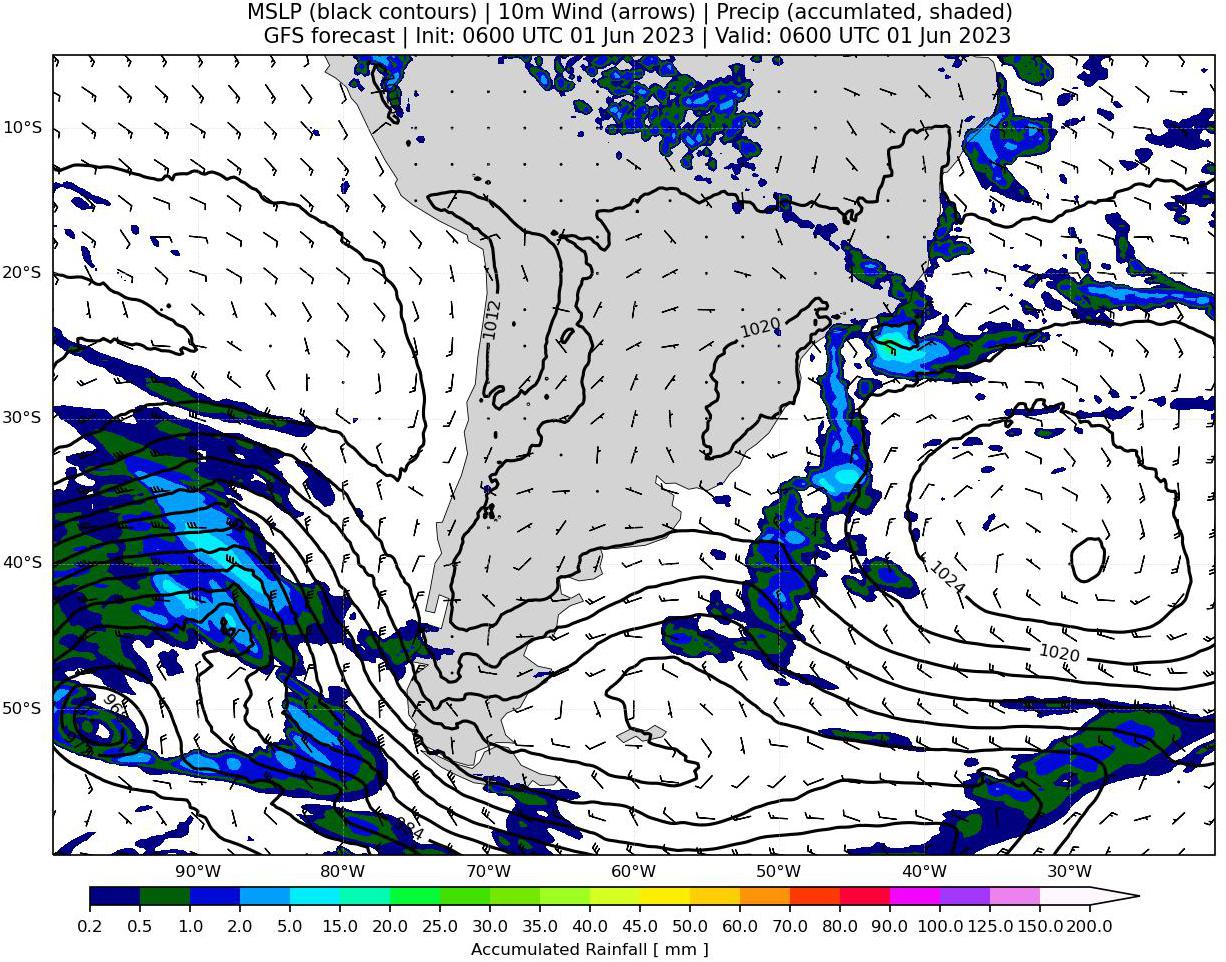 MSLP (black contours) | 10m Wind (arrows) | Precip (accumlated, shaded)
GFS forecast | Init: 0600 UTC 01 Jun 2023 | Valid: 0600 UTC 01 Jun 2023
10°S
20°S
1012
1020
30°S
40°S
1024
1020
50°S
984
90°W 80°W 70°W 60°W 50°W 40°W 30°W
0.2 0.5 1.0 2.0 5.0 10.0 15.0 20.0 25.0 30.0 35.0 40.0 45.0 50.0 60.0 70.0 80.0 90.0 100.0 125.0 150.0 200.0
Accumulated Rainfall [ mm ]